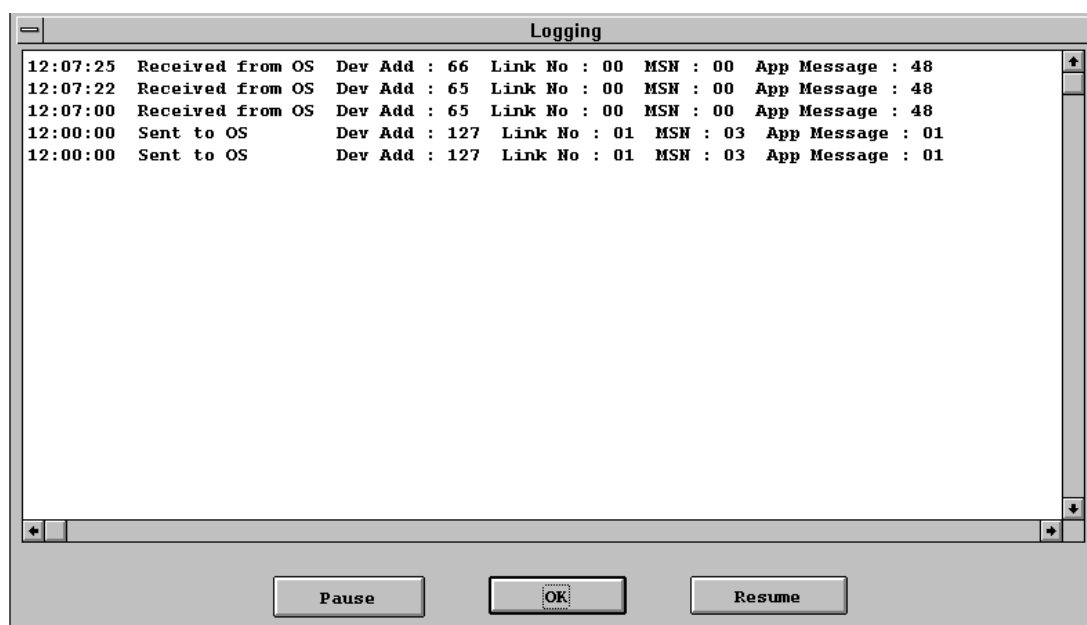 Logging
12:07:25 Received from OS Dev Add : 66 Link No : 00 MSN : 00 App Message : 48
12:07:22 Received from OS Dev Add : 65 Link No : 00 MSN : 00 App Message : 48
12:07:00 Received from OS Dev Add : 65 Link No : 00 MSN : 00 App Message : 48
12:00:00 Sent to OS Dev Add : 127 Link No : 01 MSN : 03 App Message : 01
12:00:00 Sent to OS Dev Add : 127 Link No : 01 MSN : 03 App Message : 01
Pause OK Resume